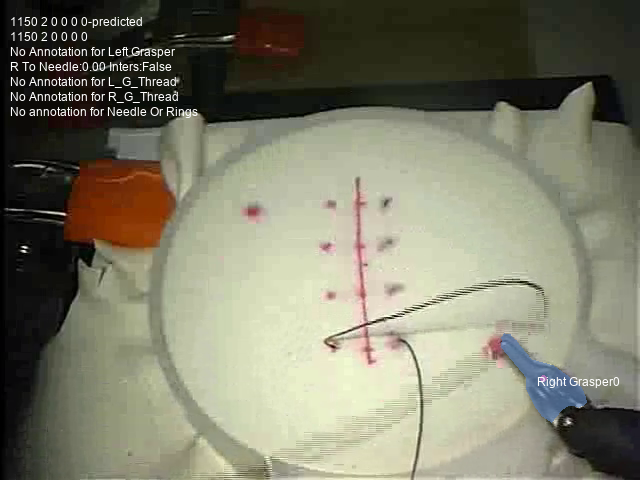 1150 2 0 0 0 0-predicted
1150 2 0 0 0 0
No Annotation for Left Grasper
R To Needle:0.00 Inters:False
No Annotation for L_G_Thread
No Annotation for R_G_Thread
No annotation for Needle Or Rings
Right Grasper0